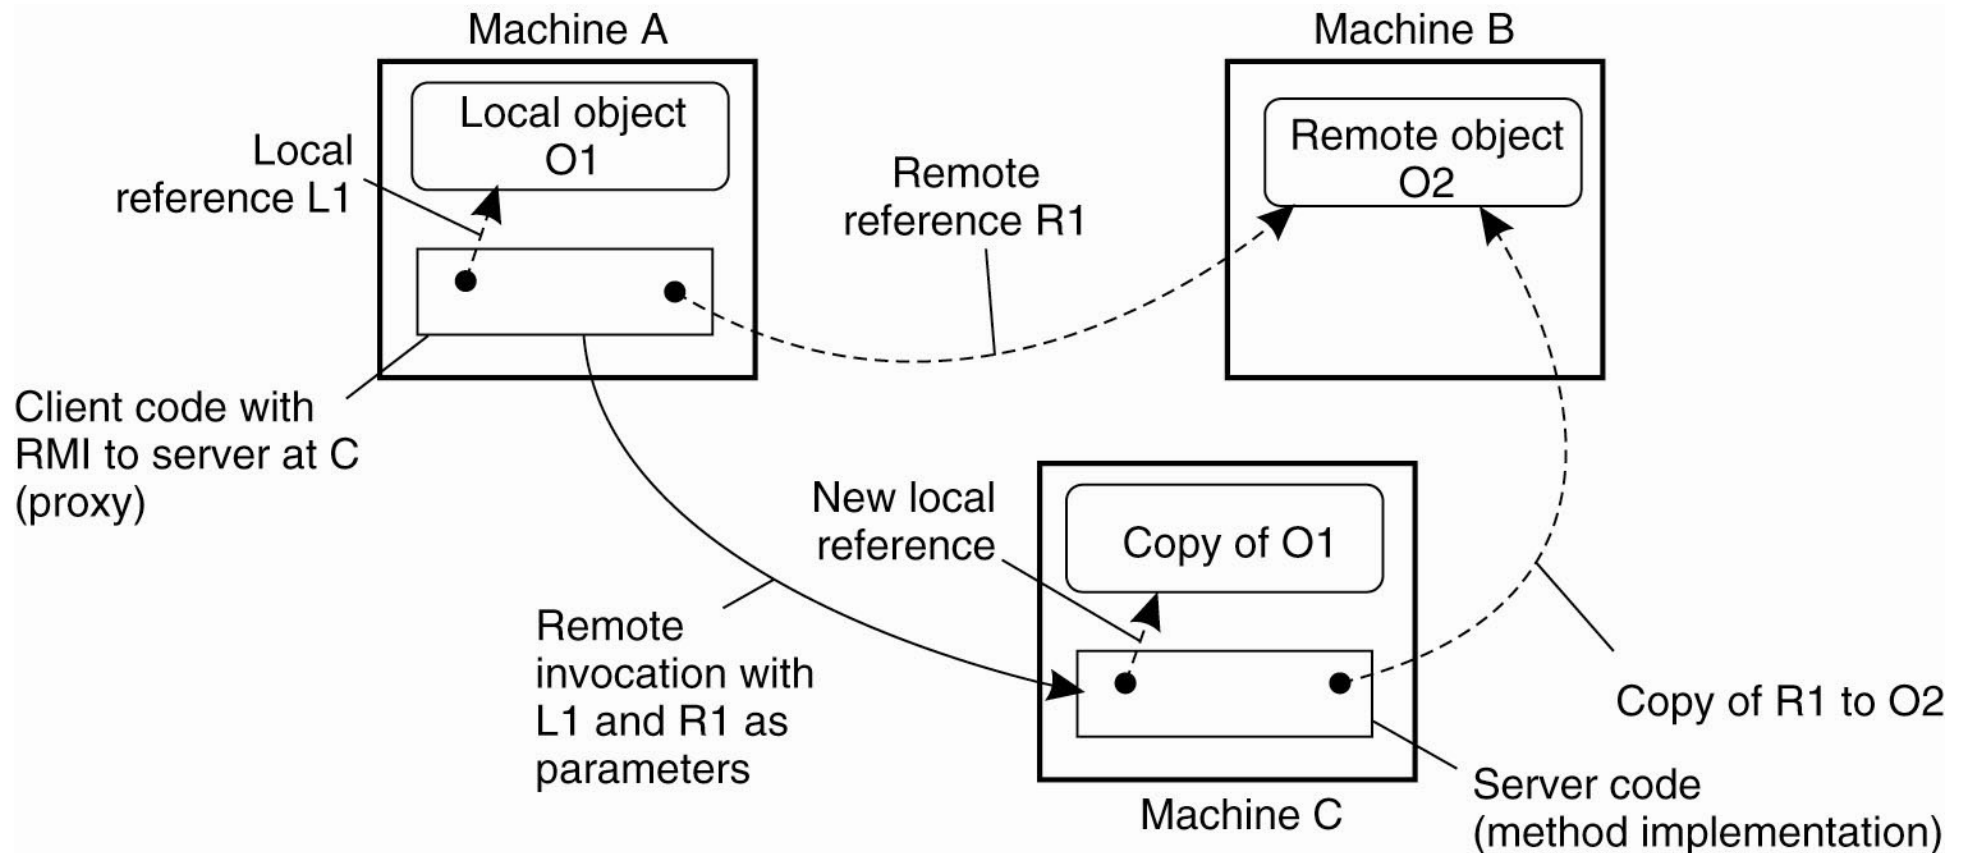 Machine A
Machine B
Local object
O1
Remote object
O2
Local
reference L1
Remote
reference R1
Client code with
RMI to server at C
(proxy)
New local
reference
Copy of O1
Remote
invocation with
L1 and R1 as
parameters
Copy of R1 to O2
Server code
(method implementation)
Machine C